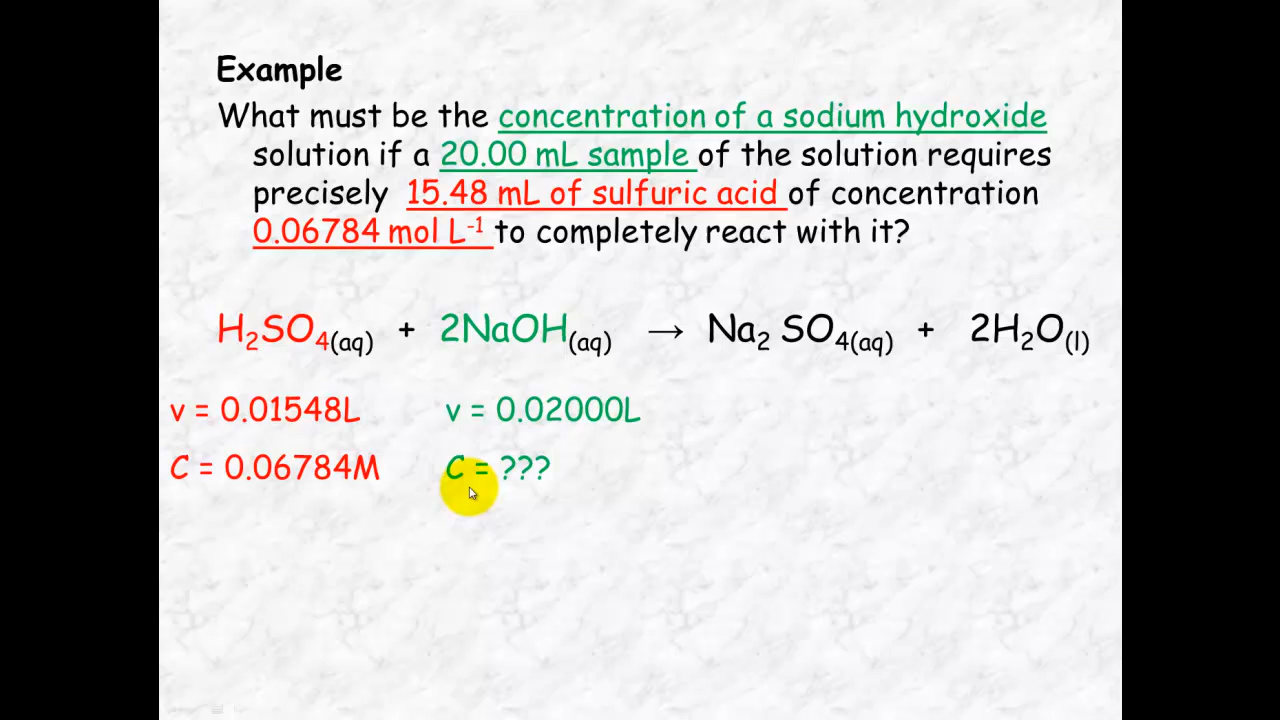 Example
What must be the concentration of a sodium hydroxide
solution if a 20.00 mL sample of the solution requires
precisely 15.48 mL of sulfuric acid of concentration
0.06784 mol L⁻¹ to completely react with it?
H₂SO₄(aq) + 2NaOH(aq) → Na₂ SO₄(aq) + 2H₂O(l)
v = 0.01548L v = 0.02000L
C = 0.06784M C = ???